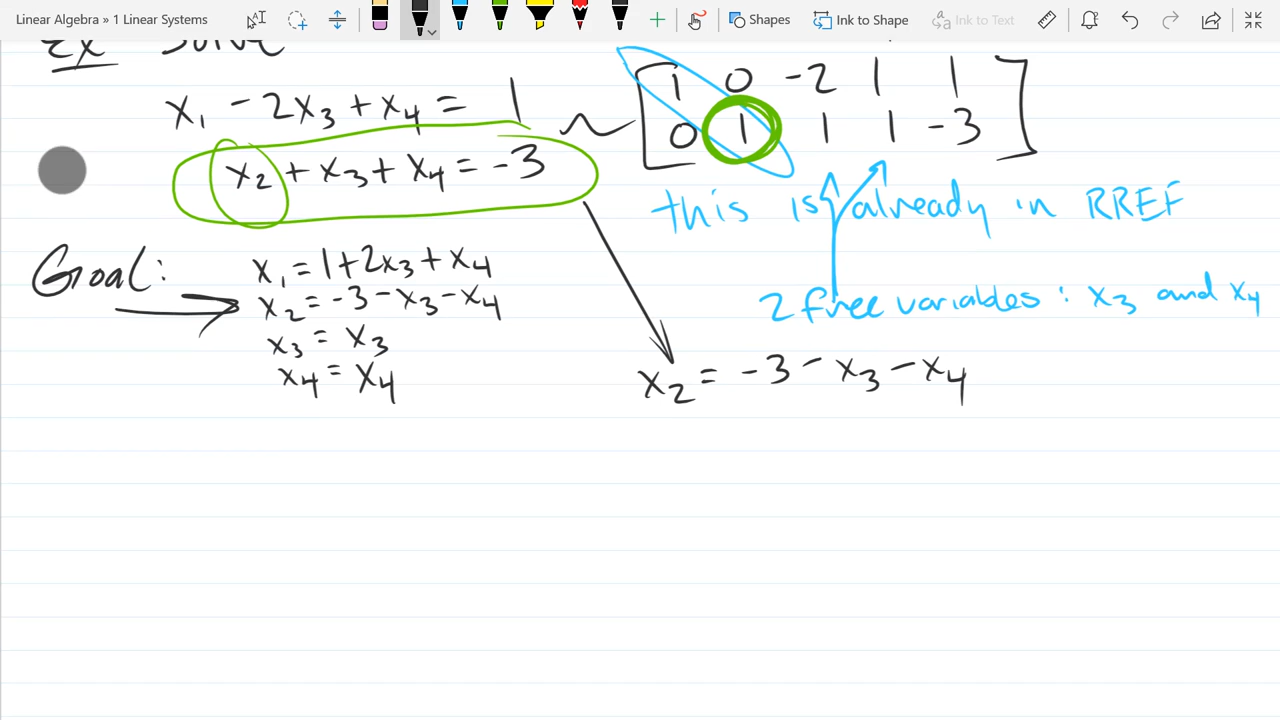 Linear Algebra » 1 Linear Systems
Shapes
Ink to Shape
Ink to Text
Ex Solve
x₁ - 2x₃ + x₄ = 1
x₂ + x₃ + x₄ = -3
~
1 0 -2 1 1
0 1 1 1 -3
this is already in RREF
2 free variables: x₃ and x₄
Goal:
x₁ = 1 + 2x₃ + x₄
x₂ = -3 - x₃ - x₄
x₃ = x₃
x₄ = x₄
x₂ = -3 - x₃ - x₄